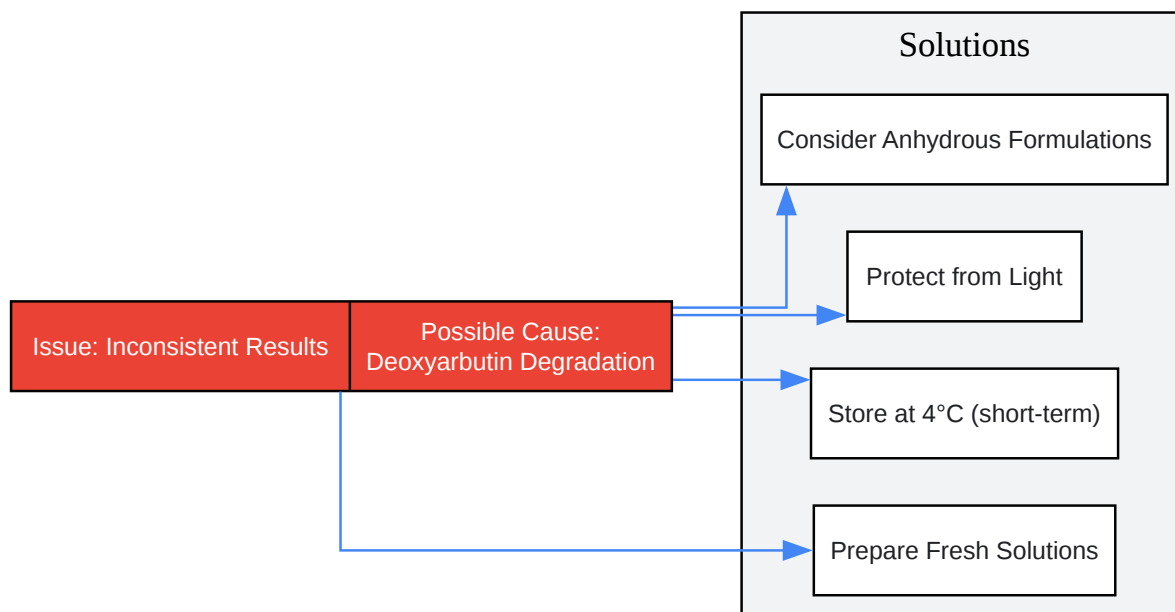 Solutions
Consider Anhydrous Formulations
Protect from Light
Issue: Inconsistent Results
Possible Cause:
Deoxyarbutin Degradation
Store at 4°C (short-term)
Prepare Fresh Solutions